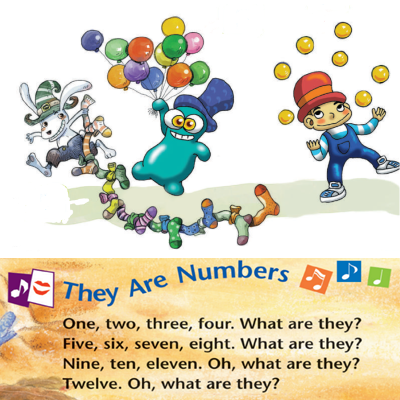 They Are Numbers
One, two, three, four. What are they?
Five, six, seven, eight. What are they?
Nine, ten, eleven. Oh, what are they?
Twelve. Oh, what are they?